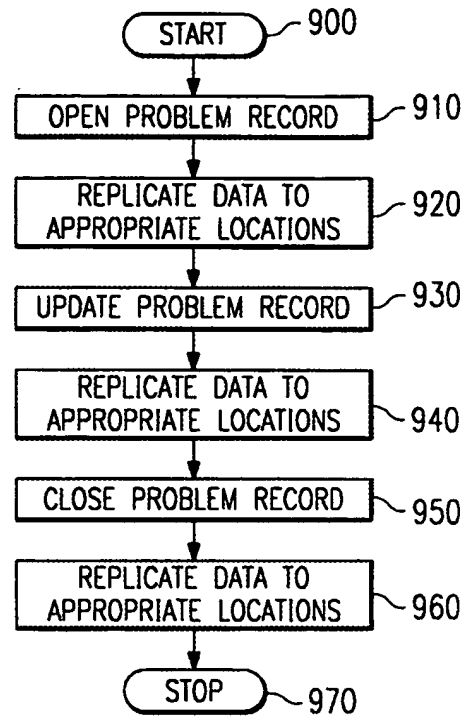 START 900
OPEN PROBLEM RECORD 910
REPLICATE DATA TO
APPROPRIATE LOCATIONS 920
UPDATE PROBLEM RECORD 930
REPLICATE DATA TO
APPROPRIATE LOCATIONS 940
CLOSE PROBLEM RECORD 950
REPLICATE DATA TO
APPROPRIATE LOCATIONS 960
STOP 970